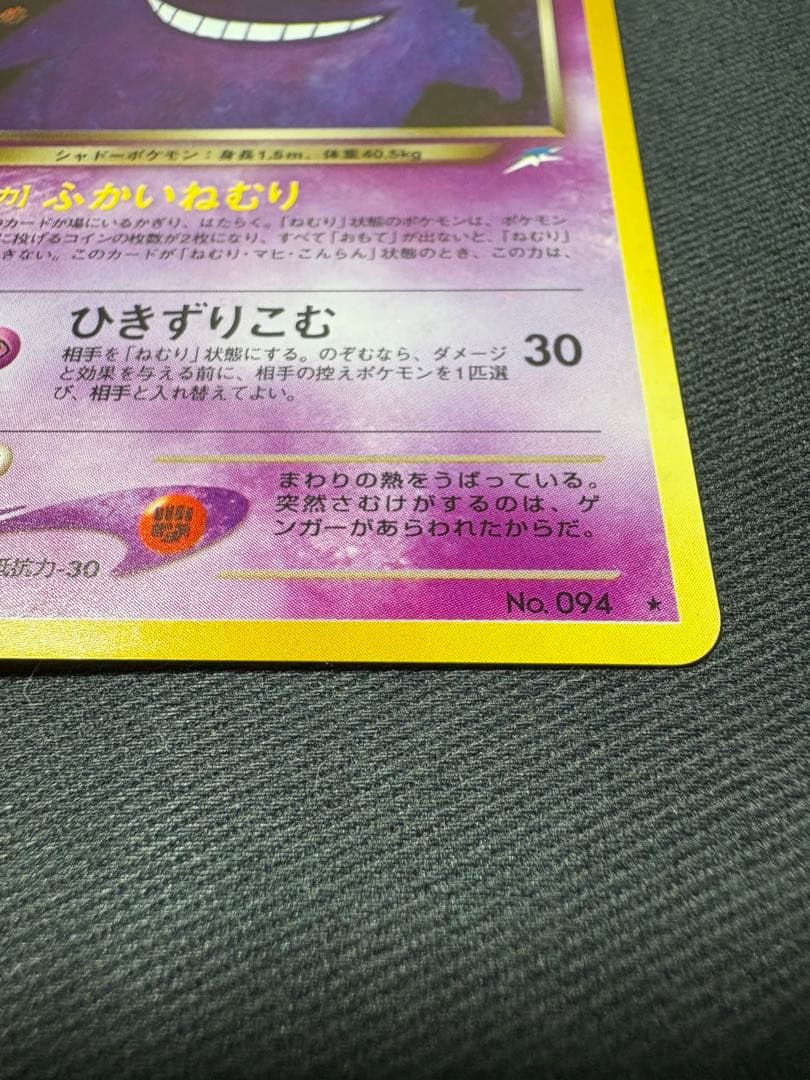 シャドーポケモン：身長1.5m、体重40.5kg
力］ふかいねむり
カードが場にいるかぎり、はたらく。「ねむり」状態のポケモンは、ポケモン
に投げるコインの枚数が2枚になり、すべて「おもて」が出ないと、「ねむり」
きない。このカードが「ねむり・マヒ・こんらん」状態のとき、この力は、
ひきずりこむ
相手を「ねむり」状態にする。のぞむなら、ダメージ
と効果を与える前に、相手の控えポケモンを1匹選
び、相手と入れ替えてよい。
30
まわりの熱をうばっている。
突然さむけがするのは、ゲ
ンガーがあらわれたからだ。
抵抗力-30
No. 094 ★